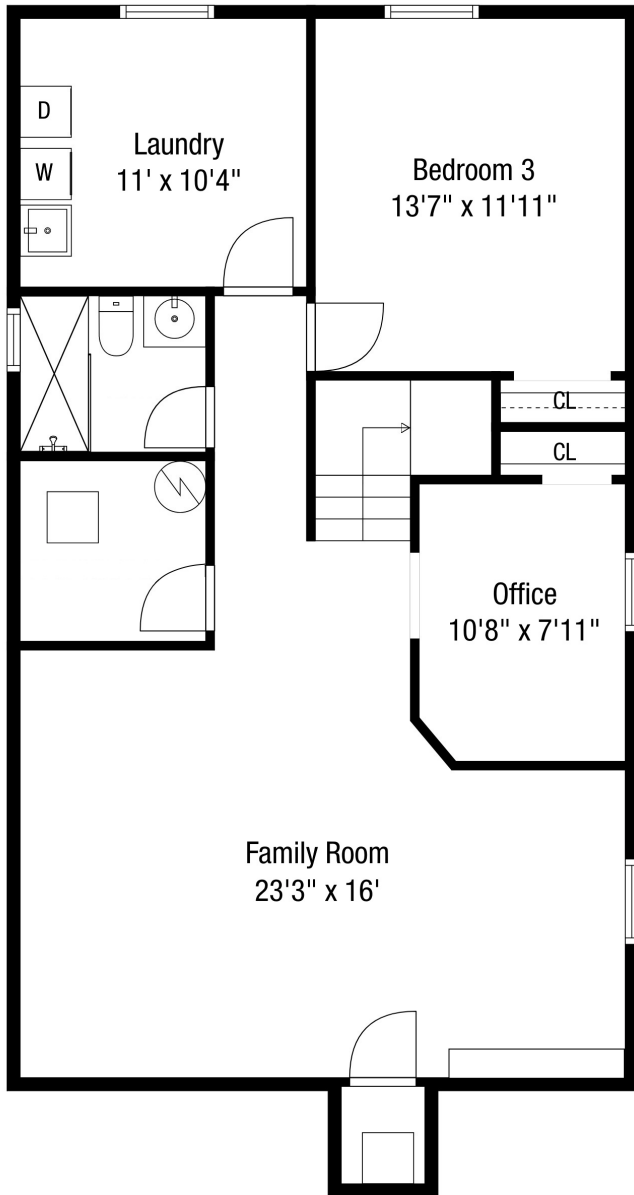 D
Laundry
11' x 10'4"
W
Bedroom 3
13'7" x 11'11"
CL
CL
Office
10'8" x 7'11"
Family Room
23'3" x 16'